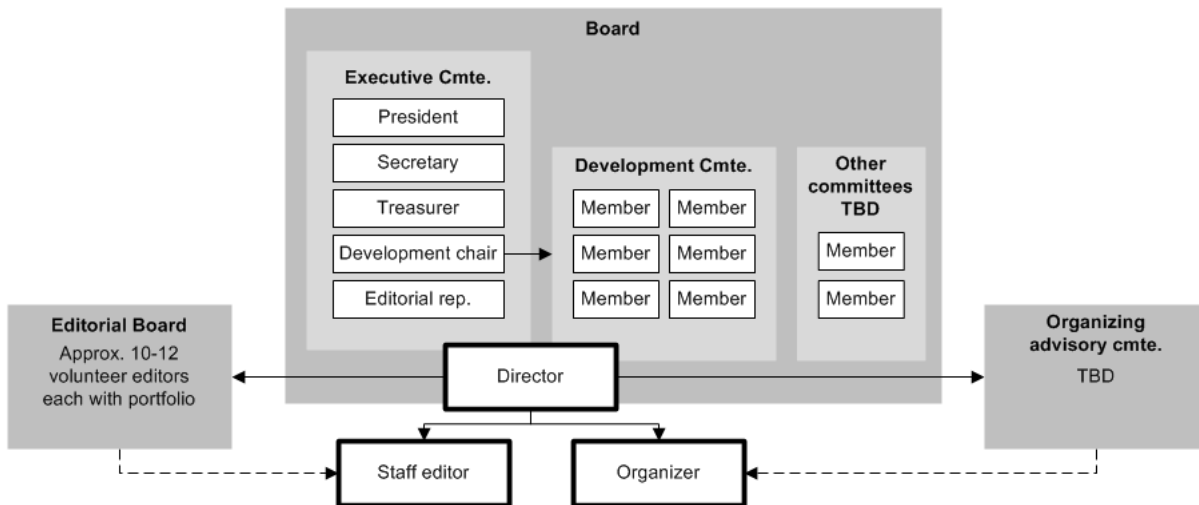 Board
Executive Cmte.
President
Secretary
Treasurer
Development chair
Editorial rep.
Development Cmte.
Member
Member
Member
Member
Member
Member
Other
committees
TBD
Member
Member
Editorial Board
Approx. 10-12
volunteer editors
each with portfolio
Director
Organizing
advisory cmte.
TBD
Staff editor
Organizer